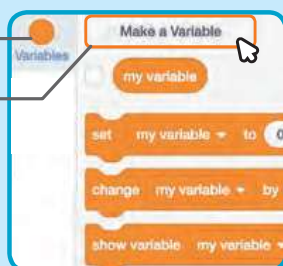 Make a Variable
Variables
my variable
set my variable to 0
change my variable by
show variable my variable